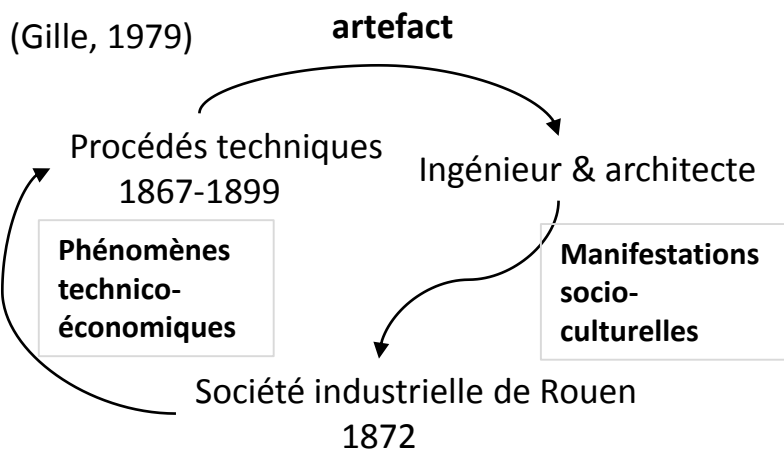 (Gille, 1979)
artefact
Procédés techniques
1867-1899
Ingénieur & architecte
Phénomènes
technico-
économiques
Manifestations
socio-
culturelles
Société industrielle de Rouen
1872